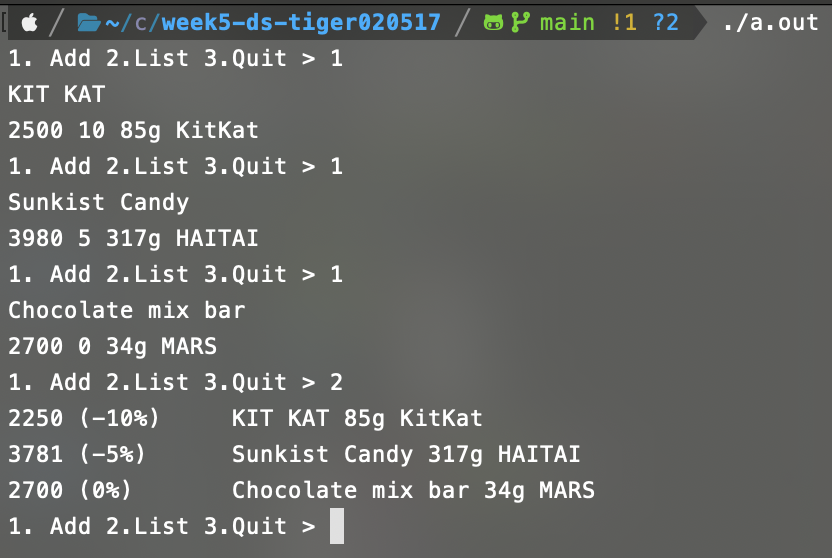 ~/c/week5-ds-tiger020517 main !1 ?2 ./a.out
1. Add 2.List 3.Quit > 1
KIT KAT
2500 10 85g KitKat
1. Add 2.List 3.Quit > 1
Sunkist Candy
3980 5 317g HAITAI
1. Add 2.List 3.Quit > 1
Chocolate mix bar
2700 0 34g MARS
1. Add 2.List 3.Quit > 2
2250 (-10%) KIT KAT 85g KitKat
3781 (-5%) Sunkist Candy 317g HAITAI
2700 (0%) Chocolate mix bar 34g MARS
1. Add 2.List 3.Quit >